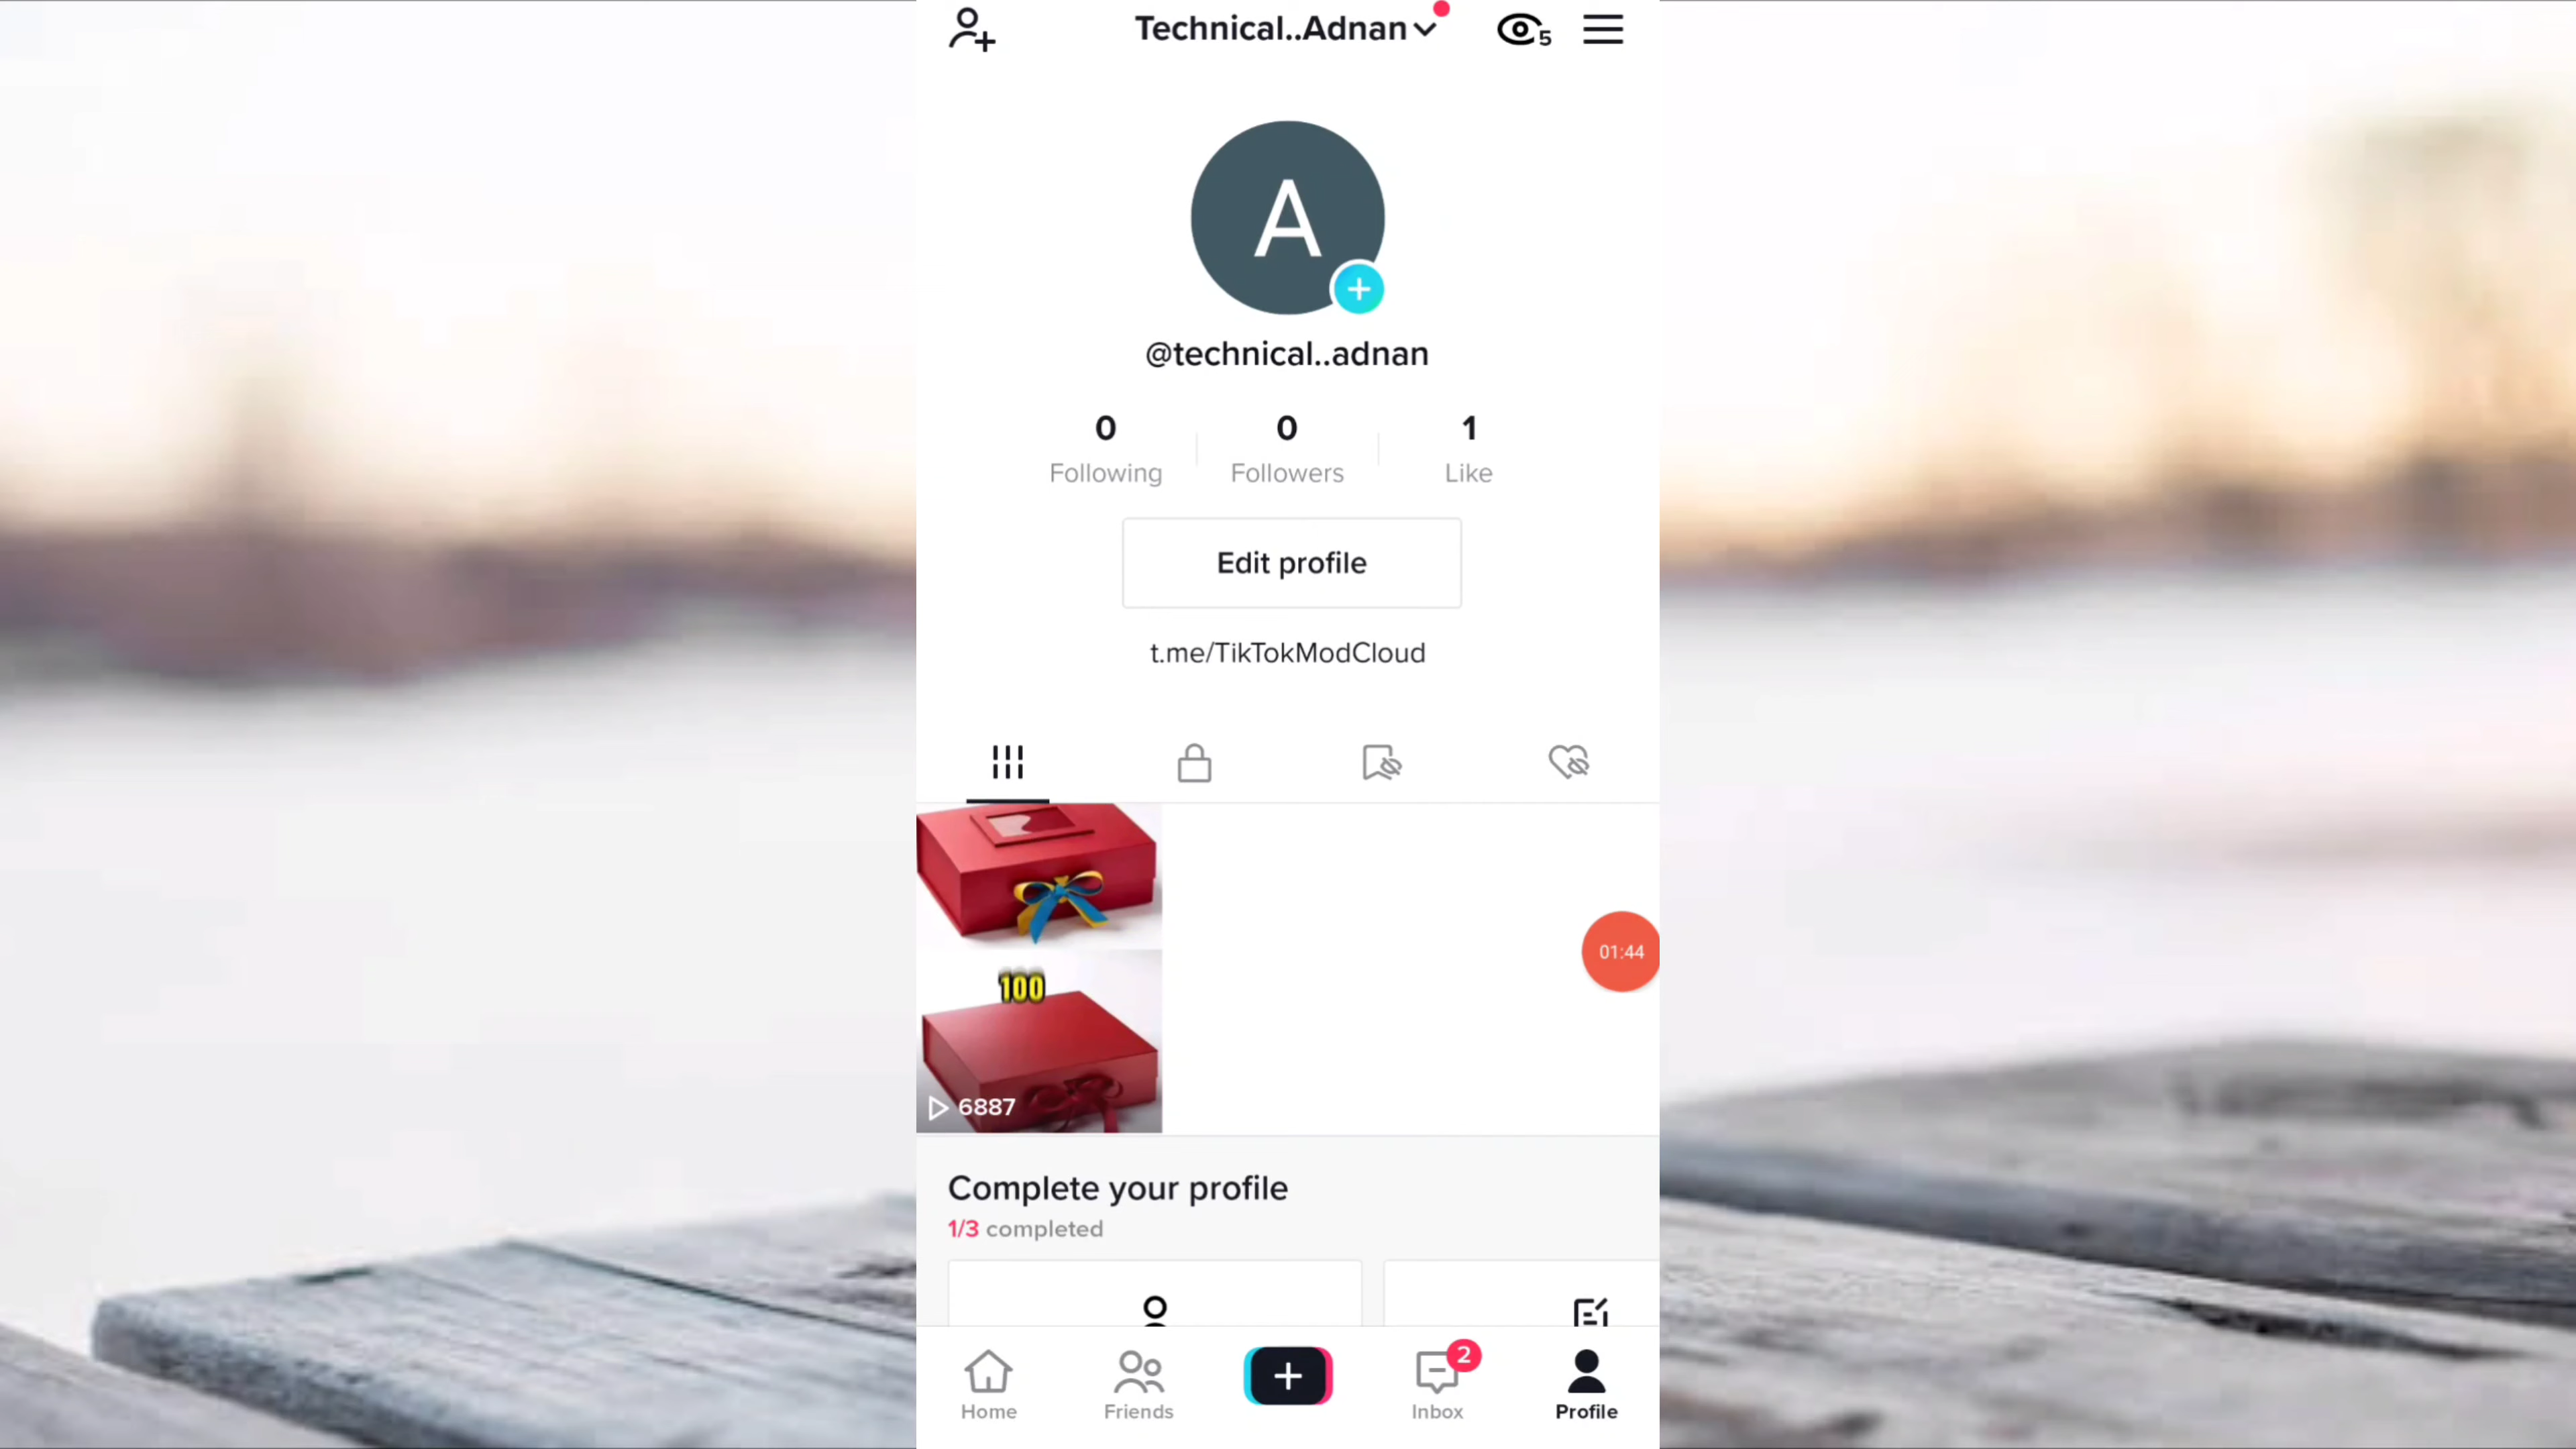 Technical..Adnan
5
A
@technical..adnan
0 0 1
Following Followers Like
Edit profile
t.me/TikTokModCloud
01:44
100
6887
Complete your profile
1/3 completed
2
Home Friends Inbox Profile